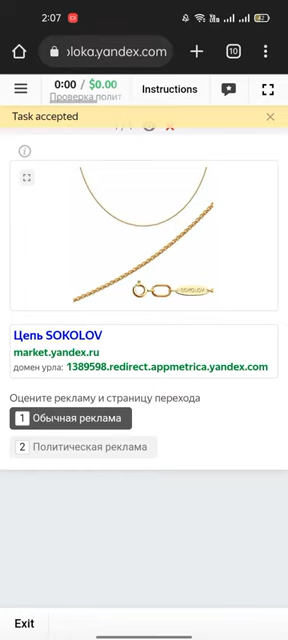 2:07
ɔloka.yandex.com
10
0:00 / $0.00
Проверка полит
Instructions
Task accepted
SOKOLOV
Цепь SOKOLOV
market.yandex.ru
домен урла: 1389598.redirect.appmetrica.yandex.com
Оцените рекламу и страницу перехода
1 Обычная реклама
2 Политическая реклама
Exit